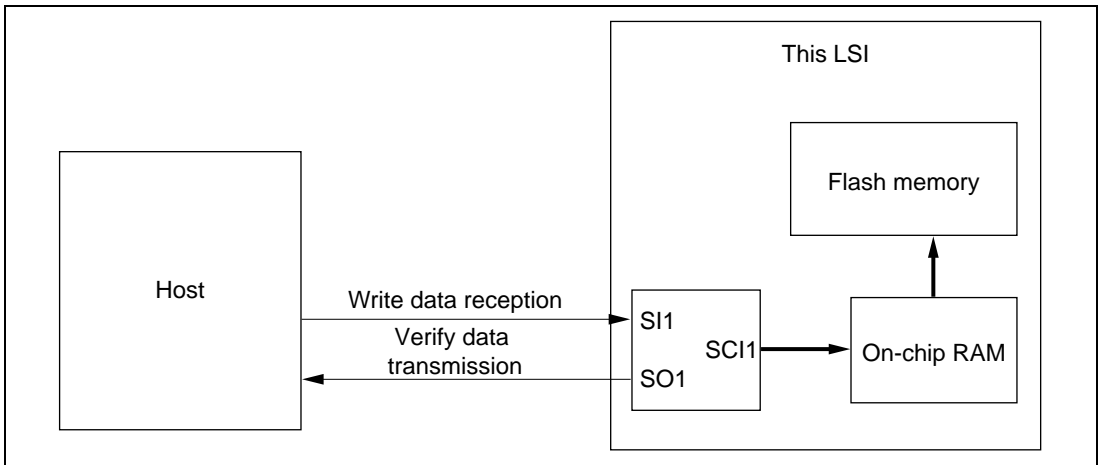 This LSI
Flash memory
Host
Write data reception
Verify data
transmission
SI1
SCI1
SO1
On-chip RAM